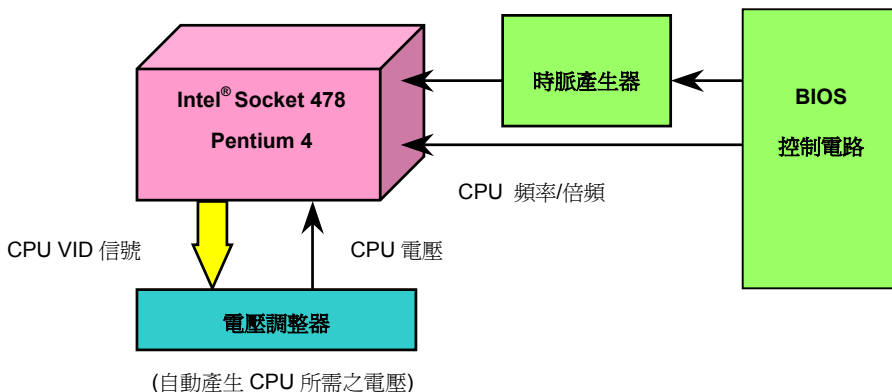 Intel® Socket 478
Pentium 4
時脈產生器
BIOS
控制電路
CPU 頻率/倍頻
CPU VID 信號
CPU 電壓
電壓調整器
(自動產生 CPU 所需之電壓)